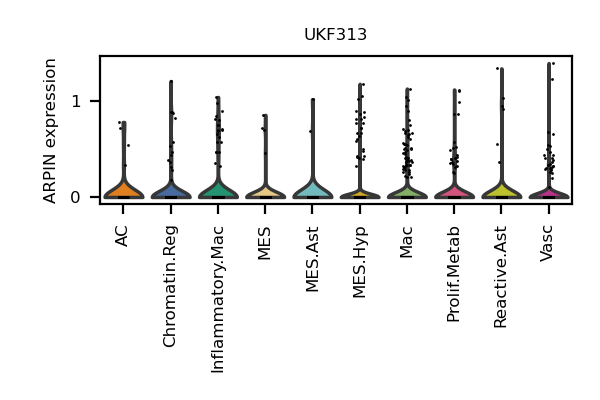 UKF313
ARPIN expression
1
0
AC
Chromatin.Reg
Inflammatory.Mac
MES
MES.Ast
MES.Hyp
Mac
Prolif.Metab
Reactive.Ast
Vasc